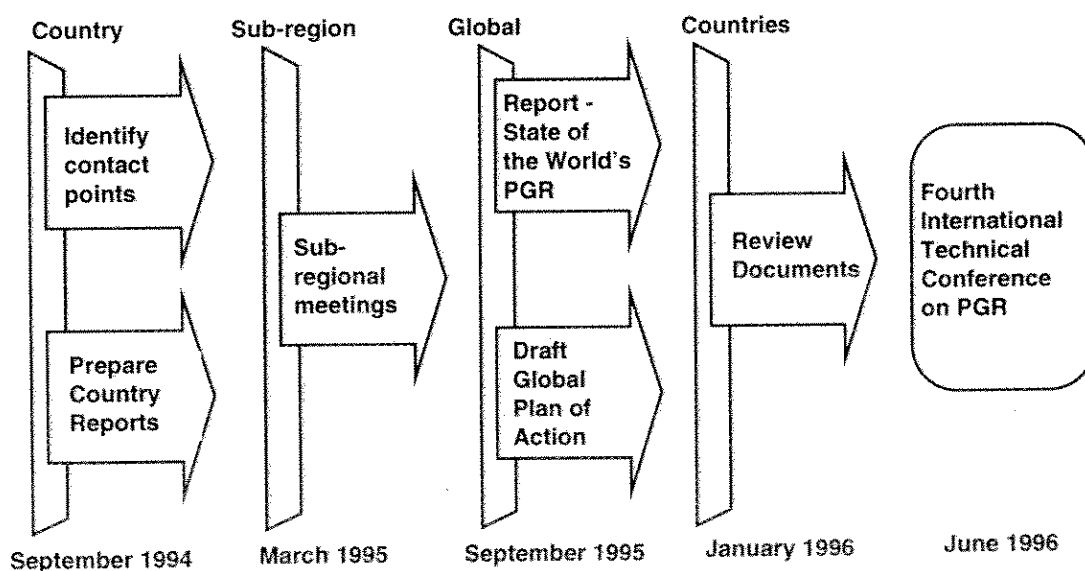 Country
Identify
contact
points
Prepare
Country
Reports
September 1994
Sub-region
Sub-
regional
meetings
March 1995
Global
Report -
State of
the World's
PGR
Draft
Global
Plan of
Action
September 1995
Countries
Review
Documents
January 1996
Fourth
International
Technical
Conference
on PGR
June 1996